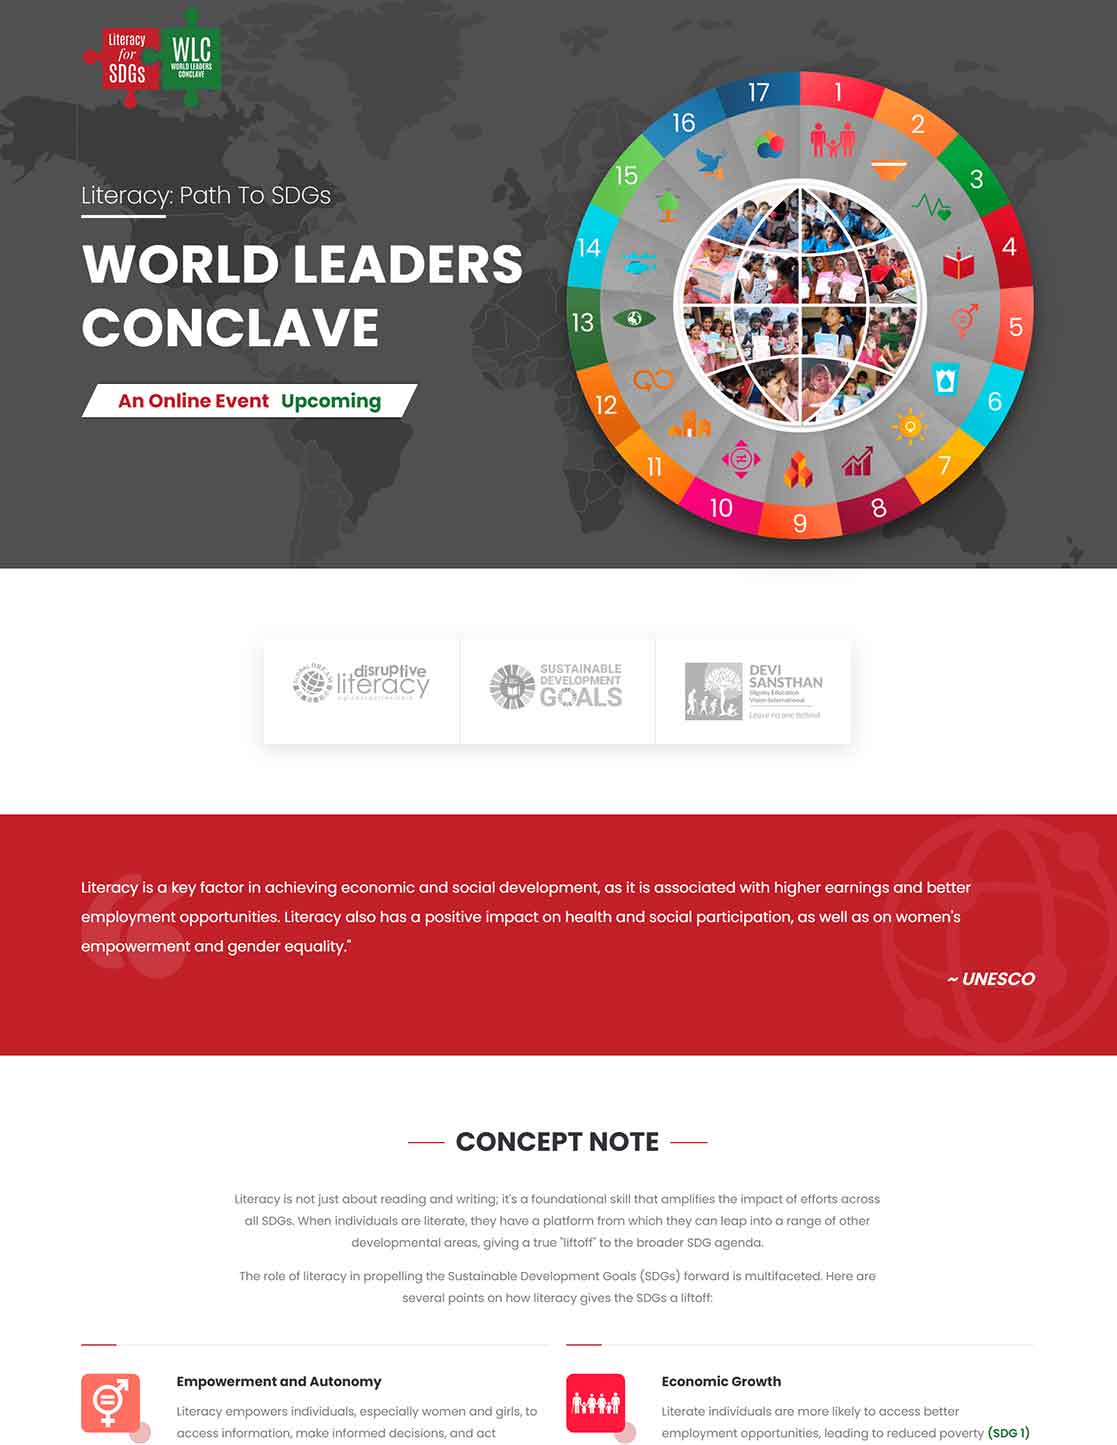 Literacy
for
SDGs
WLC
WORLD LEADERS
CONCLAVE
Literacy: Path To SDGs
WORLD LEADERS
CONCLAVE
An Online Event Upcoming
1
2
3
4
5
6
7
8
9
10
11
12
13
14
15
16
17
disruptive
literacy
SUSTAINABLE
DEVELOPMENT
GOALS
DEVI
SANSTHAN
Dignity Education
Vision International
Leave no one behind
Literacy is a key factor in achieving economic and social development, as it is associated with higher earnings and better
employment opportunities. Literacy also has a positive impact on health and social participation, as well as on women's
empowerment and gender equality."
~ UNESCO
CONCEPT NOTE
Literacy is not just about reading and writing; it's a foundational skill that amplifies the impact of efforts across
all SDGs. When individuals are literate, they have a platform from which they can leap into a range of other
developmental areas, giving a true "liftoff" to the broader SDG agenda.
The role of literacy in propelling the Sustainable Development Goals (SDGs) forward is multifaceted. Here are
several points on how literacy gives the SDGs a liftoff:
Empowerment and Autonomy
Literacy empowers individuals, especially women and girls, to
access information, make informed decisions, and act
Economic Growth
Literate individuals are more likely to access better
employment opportunities, leading to reduced poverty (SDG 1)